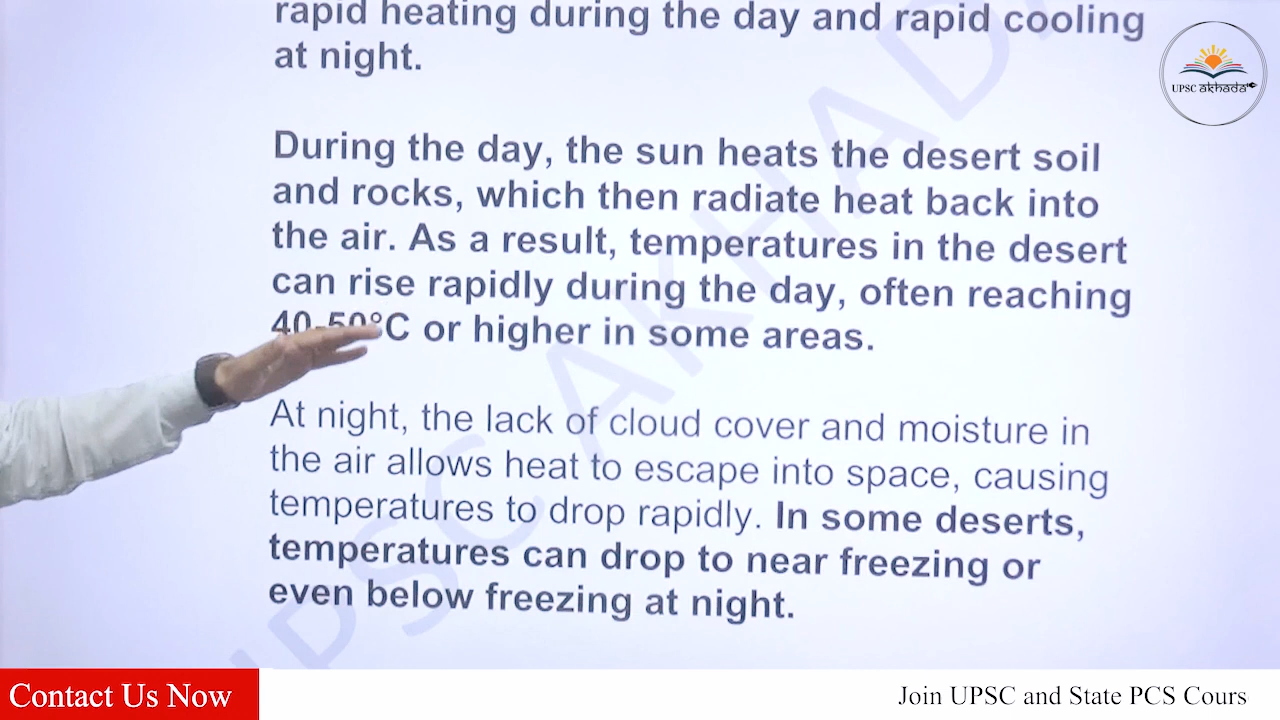 rapid heating during the day and rapid cooling
at night.
UPSC akhada
During the day, the sun heats the desert soil
and rocks, which then radiate heat back into
the air. As a result, temperatures in the desert
can rise rapidly during the day, often reaching
40-50°C or higher in some areas.
At night, the lack of cloud cover and moisture in
the air allows heat to escape into space, causing
temperatures to drop rapidly. In some deserts,
temperatures can drop to near freezing or
even below freezing at night.
UPSC AKHADA
Contact Us Now
Join UPSC and State PCS Cours